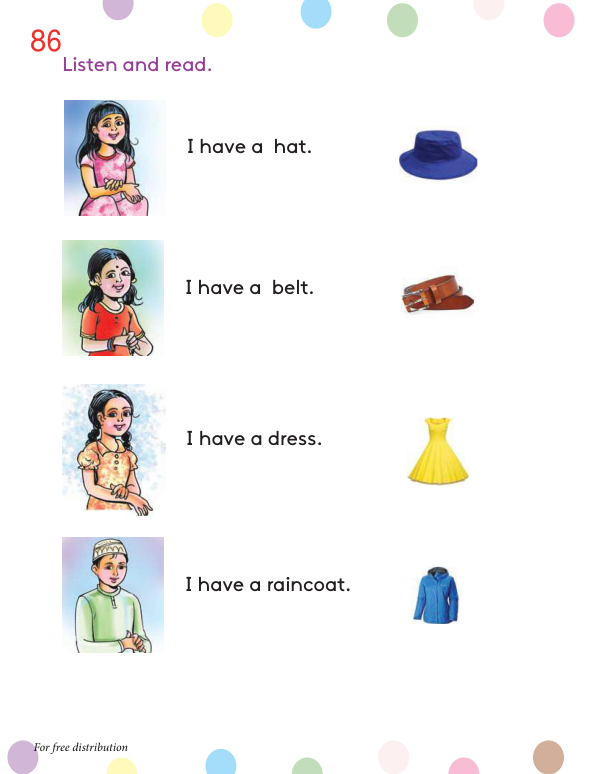 86
Listen and read.
I have a hat.
I have a belt.
I have a dress.
I have a raincoat.
For free distribution